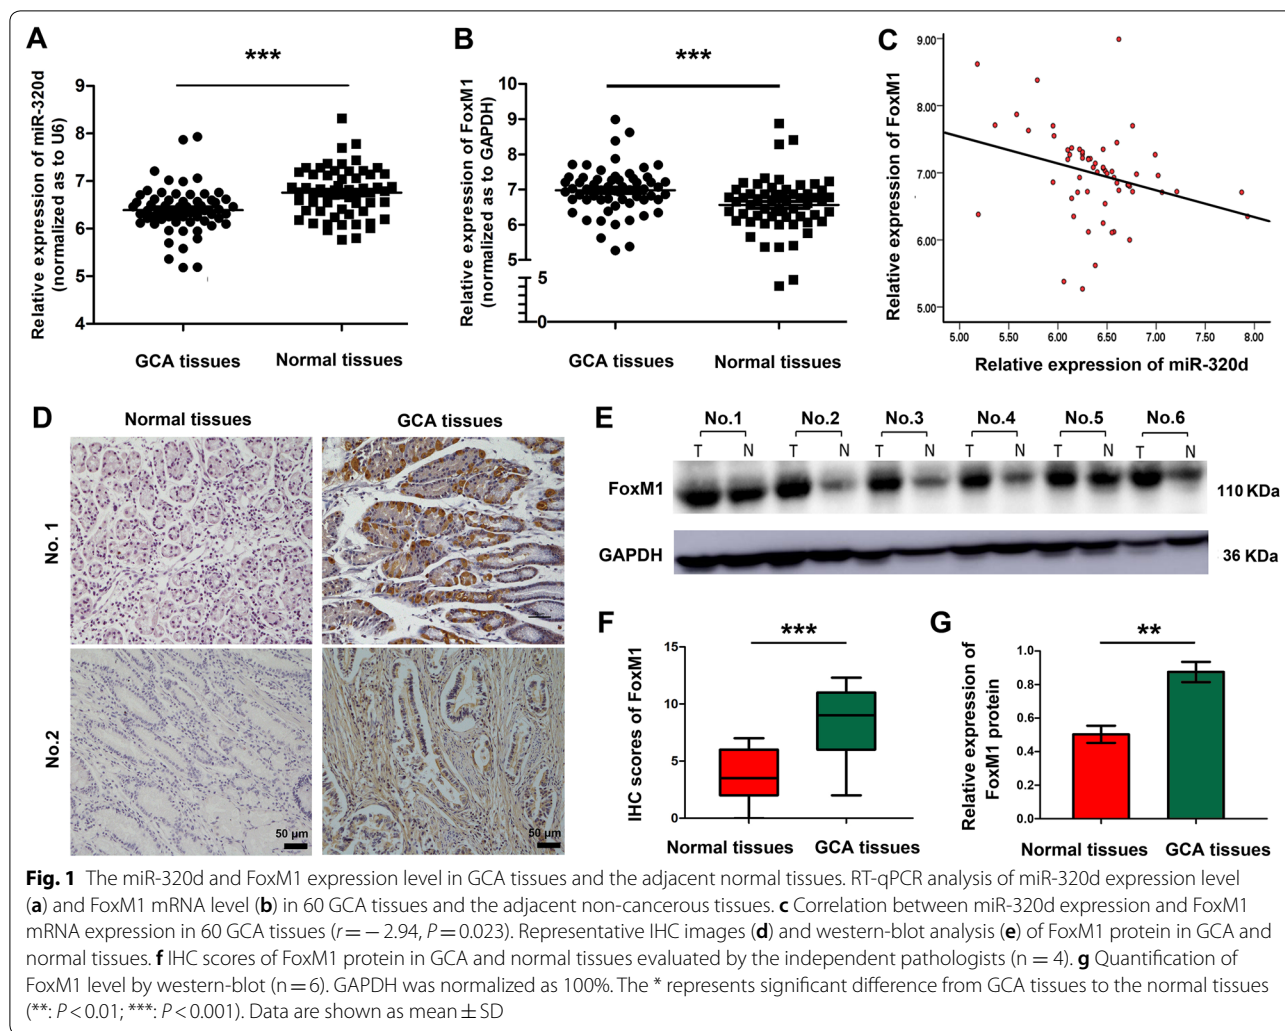 A
***
Relative expression of miR-320d
(normalized as to U6)
9
8
7
6
5
4
GCA tissues
Normal tissues
B
***
Relative expression of FoxM1
(normalized as to GAPDH)
10
9
8
7
6
5
5
0
GCA tissues
Normal tissues
C
Relative expression of FoxM1
9.00
8.00
7.00
6.00
5.00
5.00 5.50 6.00 6.50 7.00 7.50 8.00
Relative expression of miR-320d
D
Normal tissues
GCA tissues
No. 1
No.2
50 µm
50 µm
E
No.1 No.2 No.3 No.4 No.5 No.6
T N T N T N T N T N T N
FoxM1
110 KDa
GAPDH
36 KDa
F
***
IHC scores of FoxM1
15
10
5
0
Normal tissues
GCA tissues
G
**
Relative expression of
FoxM1 protein
1.0
0.8
0.6
0.4
0.2
0.0
Normal tissues
GCA tissues
Fig. 1 The miR-320d and FoxM1 expression level in GCA tissues and the adjacent normal tissues. RT-qPCR analysis of miR-320d expression level
(a) and FoxM1 mRNA level (b) in 60 GCA tissues and the adjacent non-cancerous tissues. c Correlation between miR-320d expression and FoxM1
mRNA expression in 60 GCA tissues (r = − 2.94, P = 0.023). Representative IHC images (d) and western-blot analysis (e) of FoxM1 protein in GCA and
normal tissues. f IHC scores of FoxM1 protein in GCA and normal tissues evaluated by the independent pathologists (n = 4). g Quantification of
FoxM1 level by western-blot (n = 6). GAPDH was normalized as 100%. The * represents significant difference from GCA tissues to the normal tissues
(**: P < 0.01; ***: P < 0.001). Data are shown as mean ± SD